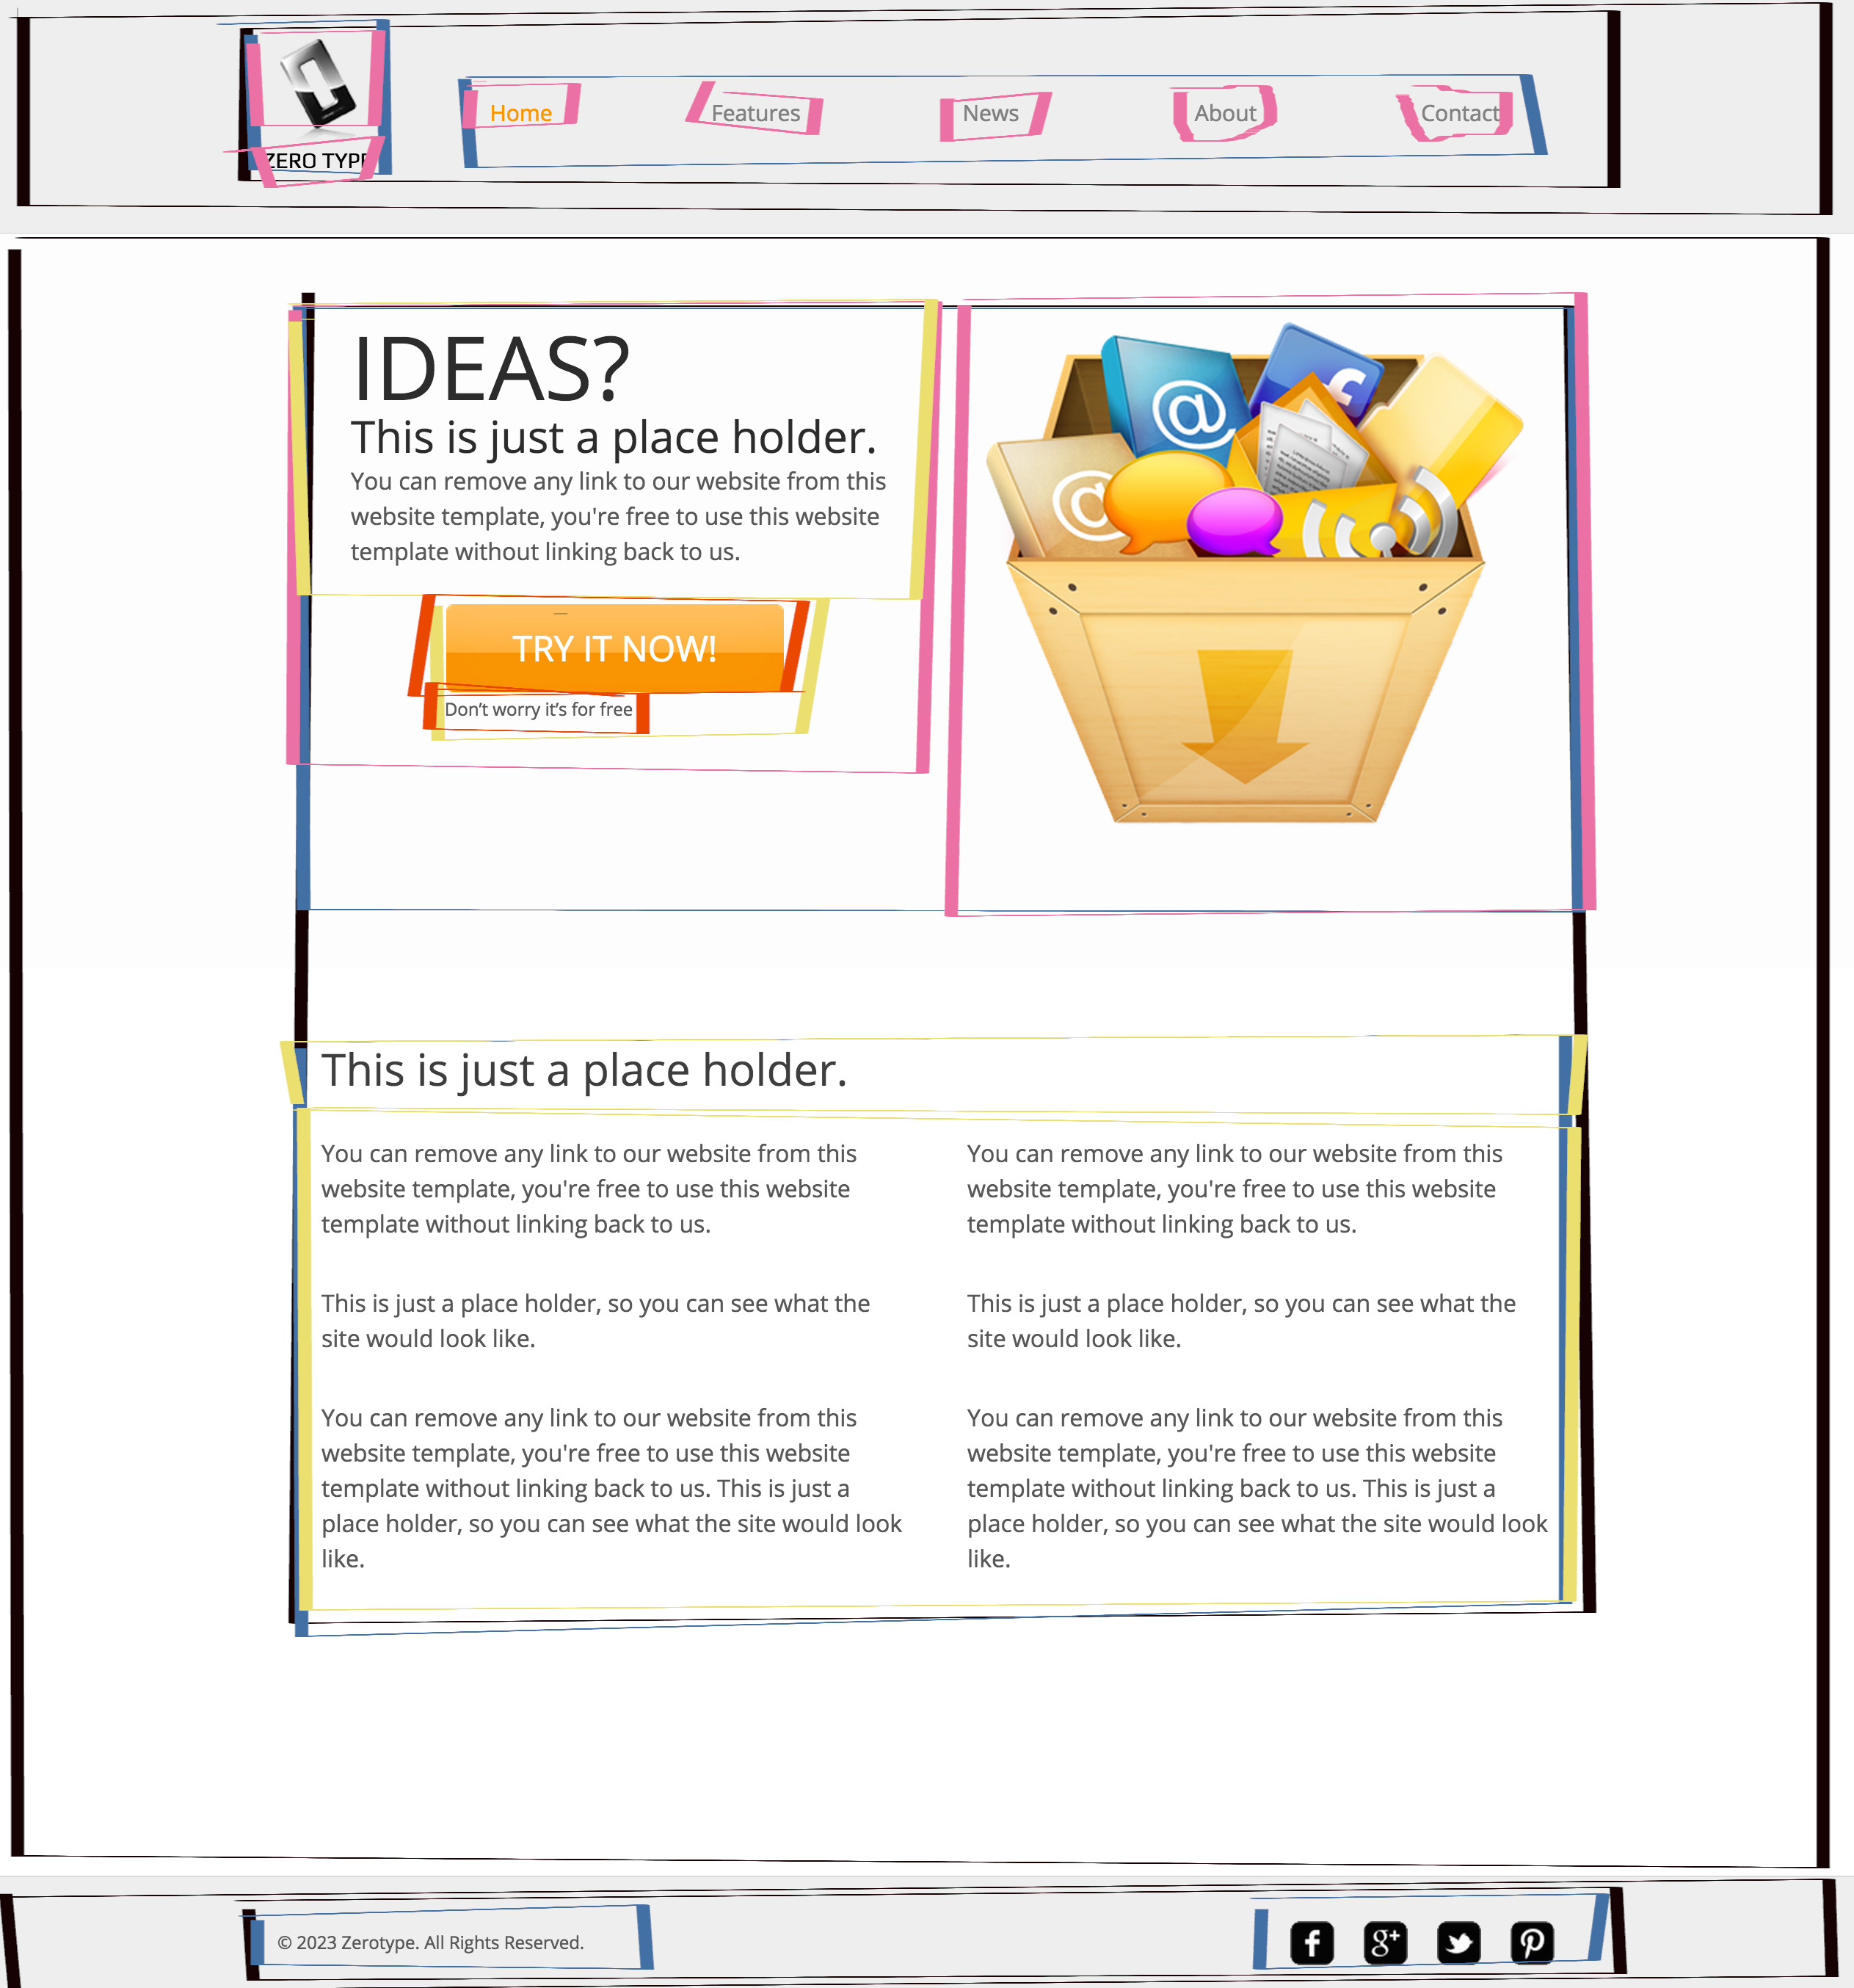 ZERO TYPE
Home Features News About Contact
IDEAS?
This is just a place holder.
You can remove any link to our website from this
website template, you're free to use this website
template without linking back to us.
TRY IT NOW!
Don’t worry it’s for free
This is just a place holder.
You can remove any link to our website from this
website template, you're free to use this website
template without linking back to us.
This is just a place holder, so you can see what the
site would look like.
You can remove any link to our website from this
website template, you're free to use this website
template without linking back to us. This is just a
place holder, so you can see what the site would look
like.
You can remove any link to our website from this
website template, you're free to use this website
template without linking back to us.
This is just a place holder, so you can see what the
site would look like.
You can remove any link to our website from this
website template, you're free to use this website
template without linking back to us. This is just a
place holder, so you can see what the site would look
like.
© 2023 Zerotype. All Rights Reserved.